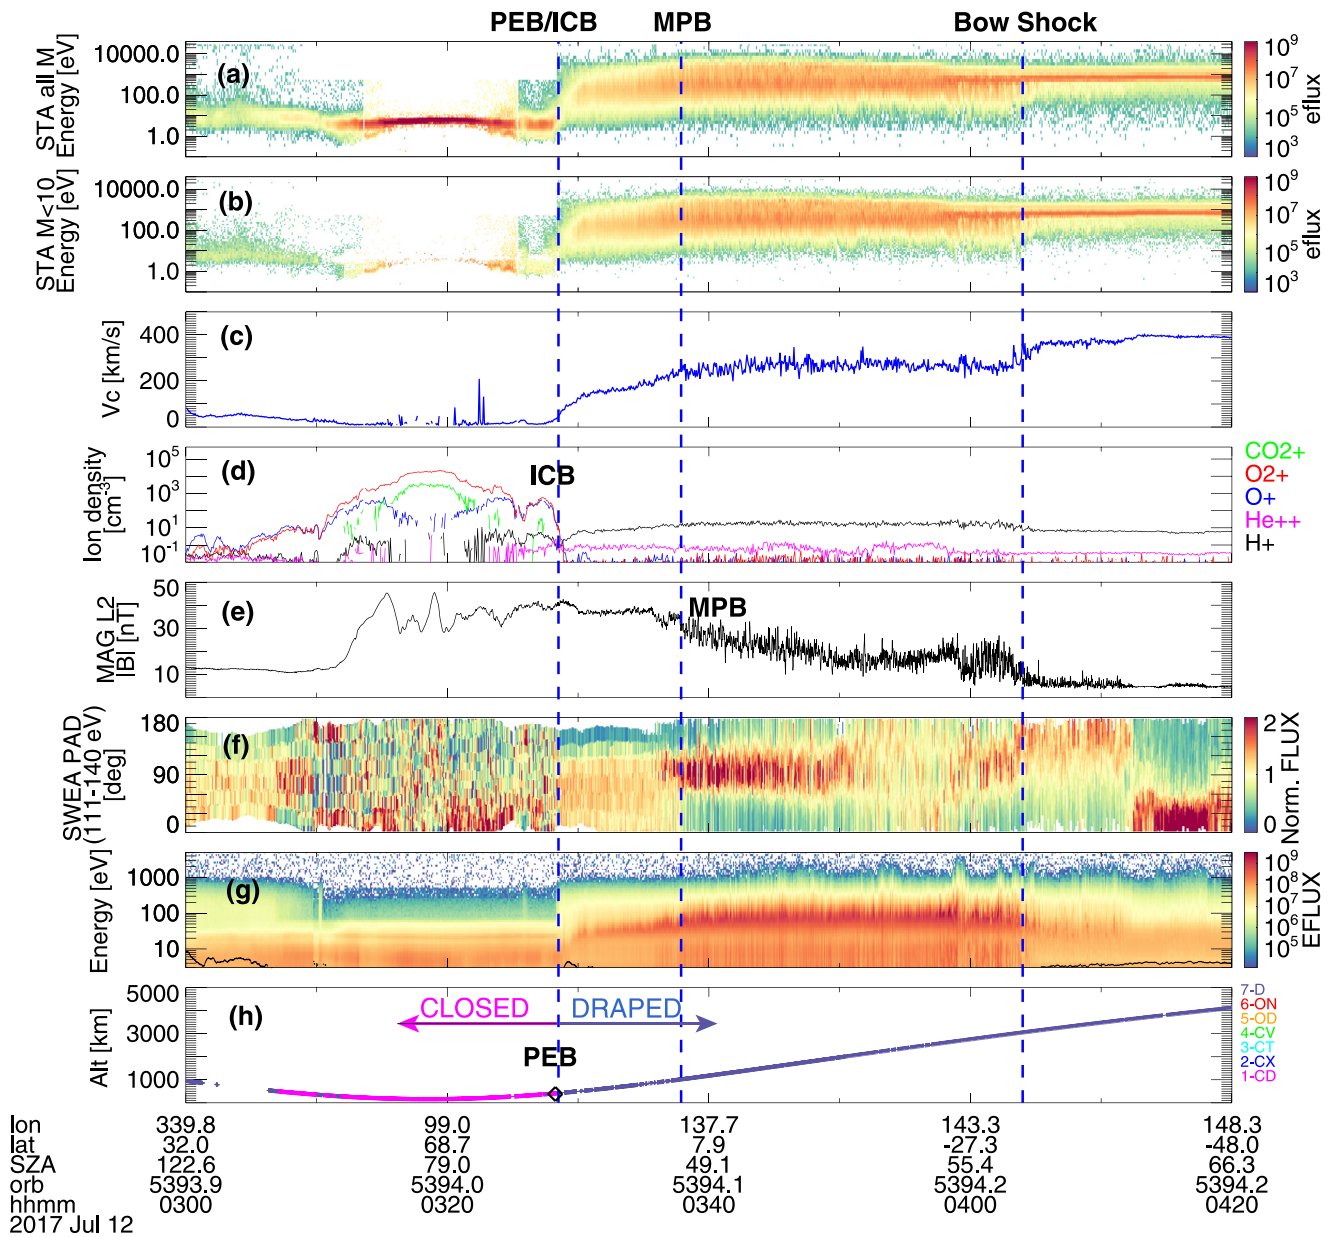 PEB/ICB MPB Bow Shock
STA all M
Energy [eV]
10000.0
100.0
1.0
(a)
10^9
10^7
10^5
10^3
eflux
STA M<10
Energy [eV]
10000.0
100.0
1.0
(b)
10^9
10^7
10^5
10^3
eflux
Vc [km/s]
400
200
0
(c)
Ion density
[cm^-3]
10^5
10^3
10^1
10^-1
(d)
ICB
CO2+
O2+
O+
He++
H+
MAG L2
|B| [nT]
50
30
10
(e)
MPB
SWEA PAD
(111-140 eV)
[deg]
180
90
0
(f)
2
1
0
Norm. FLUX
Energy [eV]
1000
100
10
(g)
10^9
10^8
10^7
10^6
10^5
EFLUX
Alt [km]
5000
3000
1000
(h)
CLOSED DRAPED
PEB
7-D
6-ON
5-OD
4-CV
3-CT
2-CX
1-CD
lon 339.8 99.0 137.7 143.3 148.3
lat 32.0 68.7 7.9 -27.3 -48.0
SZA 122.6 79.0 49.1 55.4 66.3
orb 5393.9 5394.0 5394.1 5394.2 5394.2
hhmm 0300 0320 0340 0400 0420
2017 Jul 12